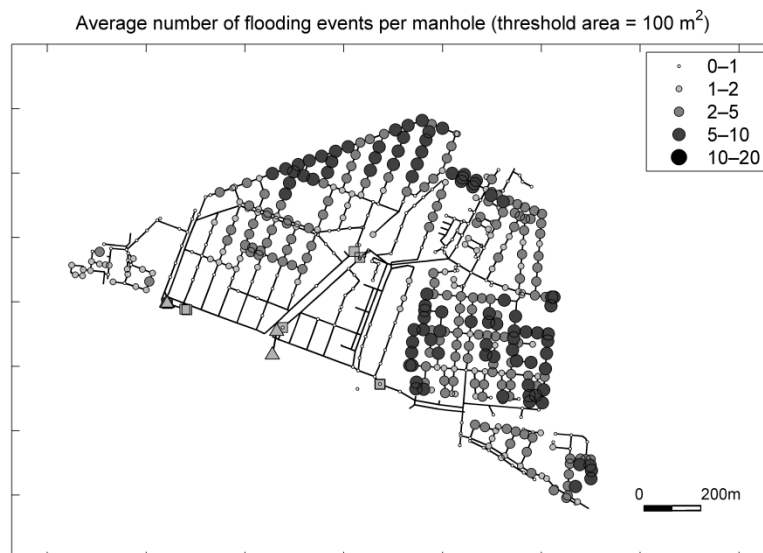 Average number of flooding events per manhole (threshold area = 100 m²)
0–1
1–2
2–5
5–10
10–20
0 200m